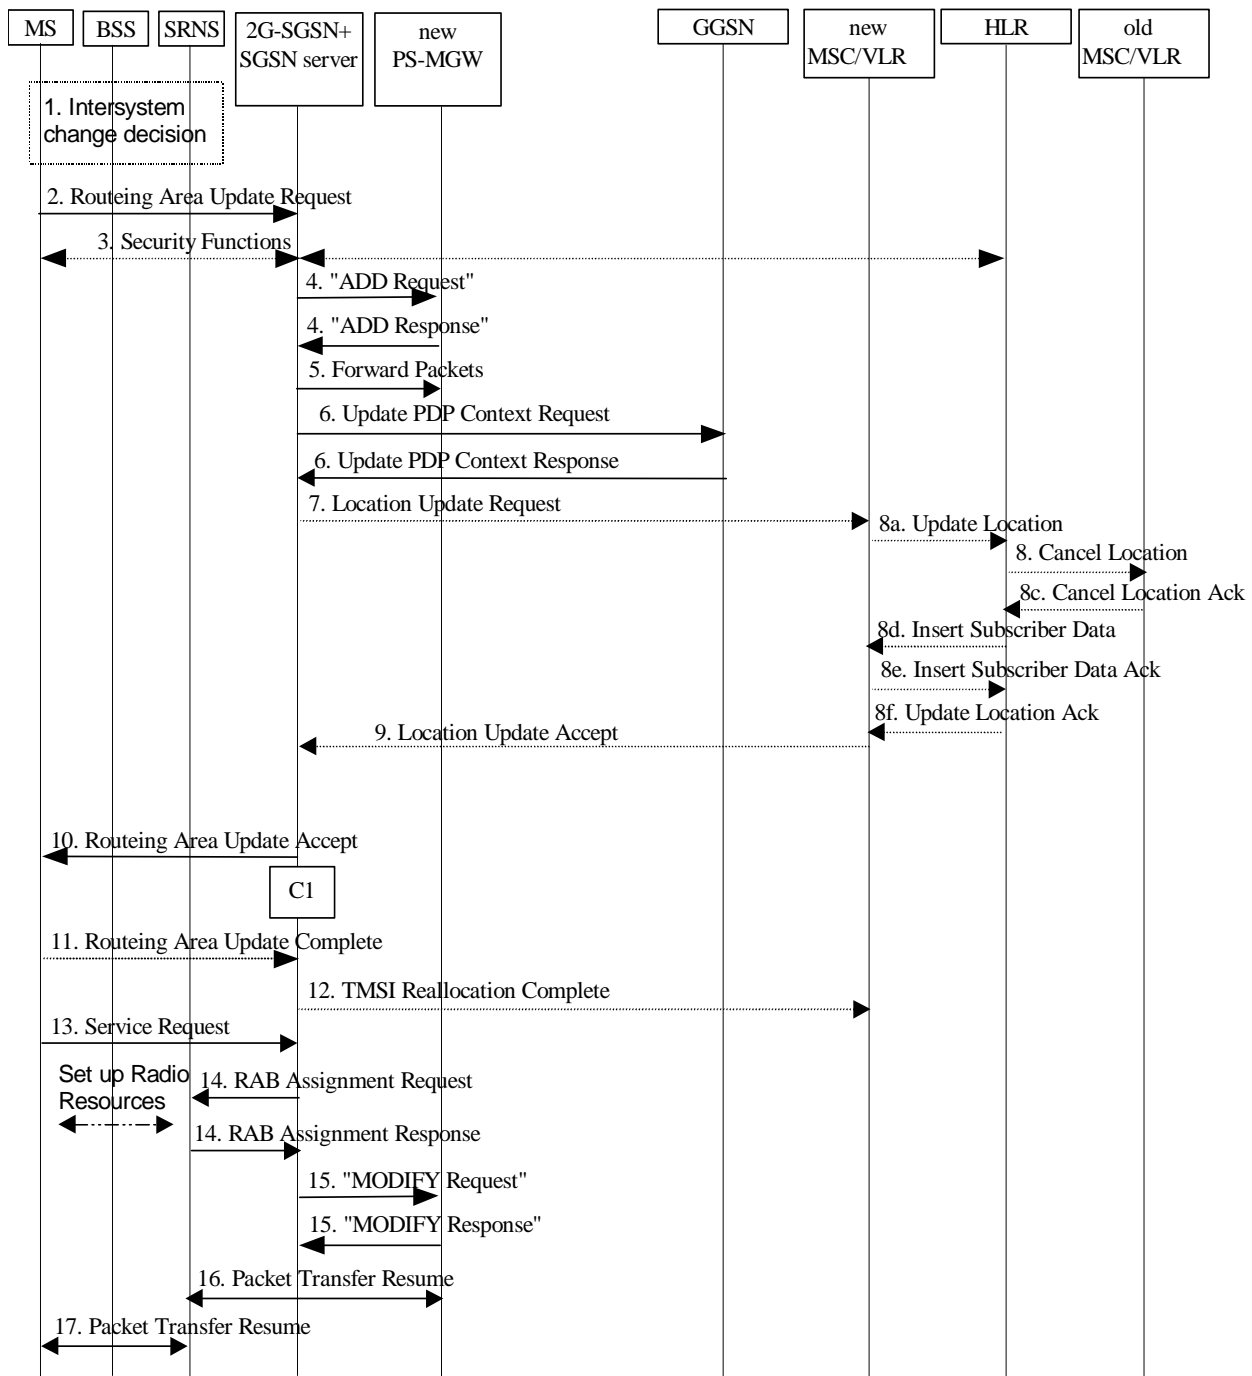 MS
BSS
SRNS
2G-SGSN+
SGSN server
new
PS-MGW
GGSN
new
MSC/VLR
HLR
old
MSC/VLR
1. Intersystem
change decision
2. Routeing Area Update Request
3. Security Functions
4. "ADD Request"
4. "ADD Response"
5. Forward Packets
6. Update PDP Context Request
6. Update PDP Context Response
7. Location Update Request
8a. Update Location
8. Cancel Location
8c. Cancel Location Ack
8d. Insert Subscriber Data
8e. Insert Subscriber Data Ack
8f. Update Location Ack
9. Location Update Accept
10. Routeing Area Update Accept
C1
11. Routeing Area Update Complete
12. TMSI Reallocation Complete
13. Service Request
Set up Radio
Resources
14. RAB Assignment Request
14. RAB Assignment Response
15. "MODIFY Request"
15. "MODIFY Response"
16. Packet Transfer Resume
17. Packet Transfer Resume